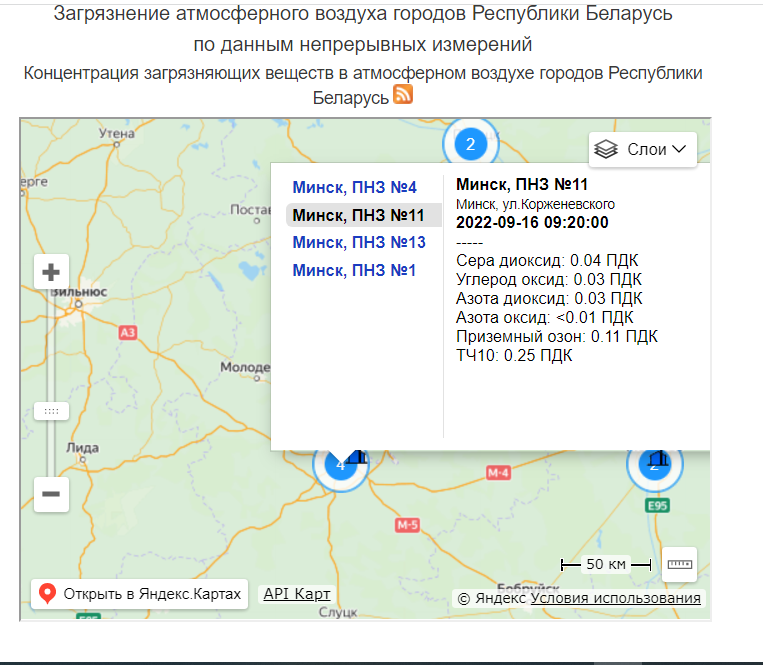 Загрязнение атмосферного воздуха городов Республики Беларусь
по данным непрерывных измерений
Концентрация загрязняющих веществ в атмосферном воздухе городов Республики
Беларусь
Утена
2
Слои
ерге
Постав
Минск, ПНЗ №4
Минск, ПНЗ №11
Минск, ПНЗ №13
Минск, ПНЗ №1
Минск, ПНЗ №11
Минск, ул.Корженевского
2022-09-16 09:20:00
-----
Сера диоксид: 0.04 ПДК
Углерод оксид: 0.03 ПДК
Азота диоксид: 0.03 ПДК
Азота оксид: <0.01 ПДК
Приземный озон: 0.11 ПДК
ТЧ10: 0.25 ПДК
Вильнюс
A3
Молоде
Лида
4
2
М-4
E95
М-5
50 км
Открыть в Яндекс.Картах
API Карт
Бобруйск
© Яндекс Условия использования
Слуцк